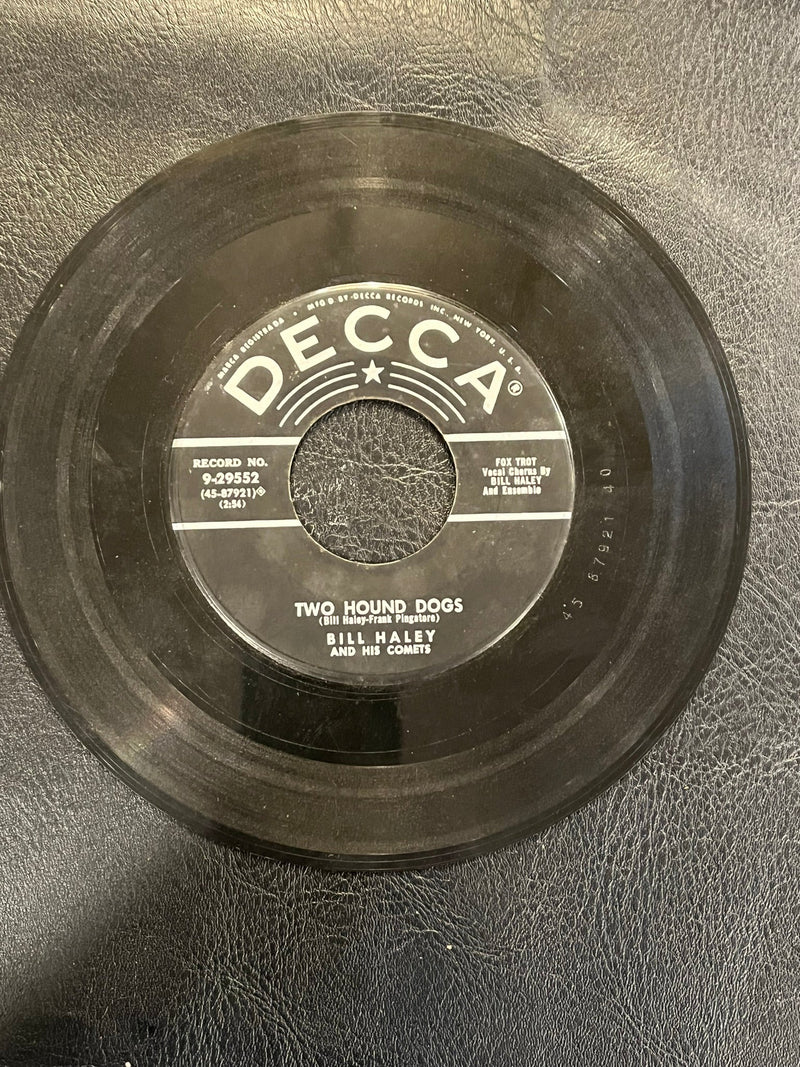 MARCA REGISTRADA • MFG'D BY DECCA RECORDS INC., NEW YORK, U.S.A.
DECCA®
RECORD NO.
9-29552
(45-87921)
(2:56)
FOX TROT
Vocal Chorus By
BILL HALEY
And Ensemble
TWO HOUND DOGS
(Bill Haley-Frank Pingatore)
BILL HALEY
AND HIS COMETS
45 87921 40